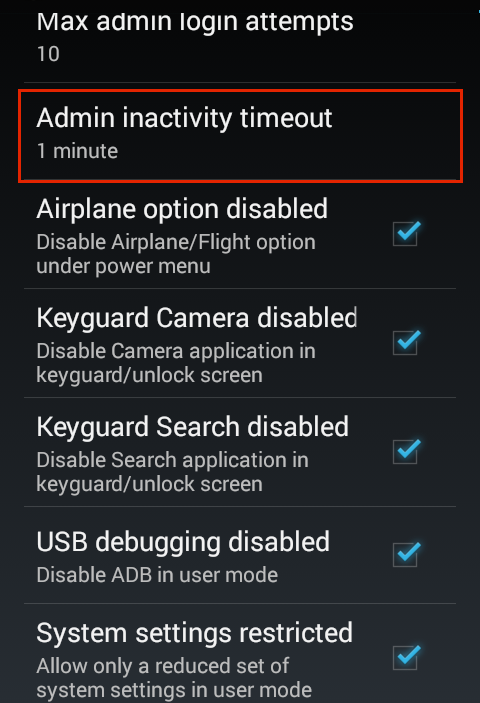 Max admin login attempts
10
Admin inactivity timeout
1 minute
Airplane option disabled
Disable Airplane/Flight option
under power menu
Keyguard Camera disabled
Disable Camera application in
keyguard/unlock screen
Keyguard Search disabled
Disable Search application in
keyguard/unlock screen
USB debugging disabled
Disable ADB in user mode
System settings restricted
Allow only a reduced set of
system settings in user mode